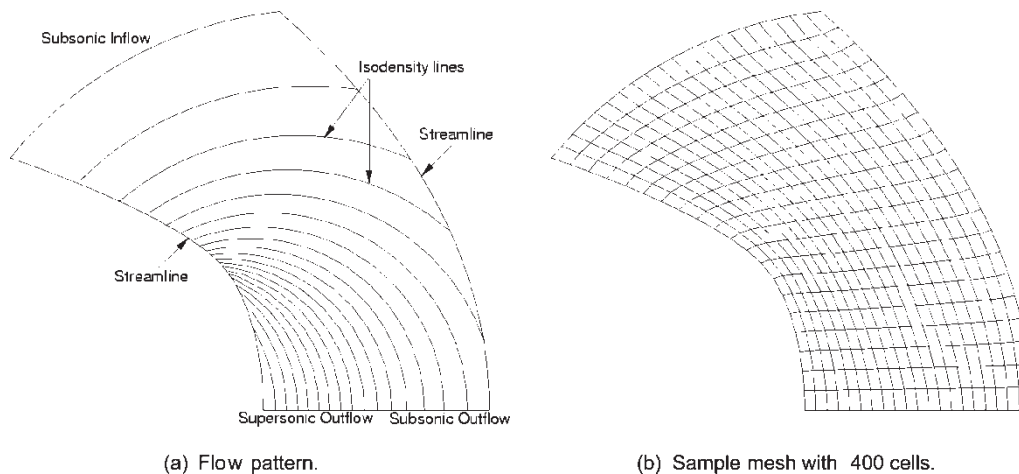 Subsonic Inflow
Isodensity lines
Streamline
Streamline
Supersonic Outflow
Subsonic Outflow
(a) Flow pattern.
(b) Sample mesh with 400 cells.